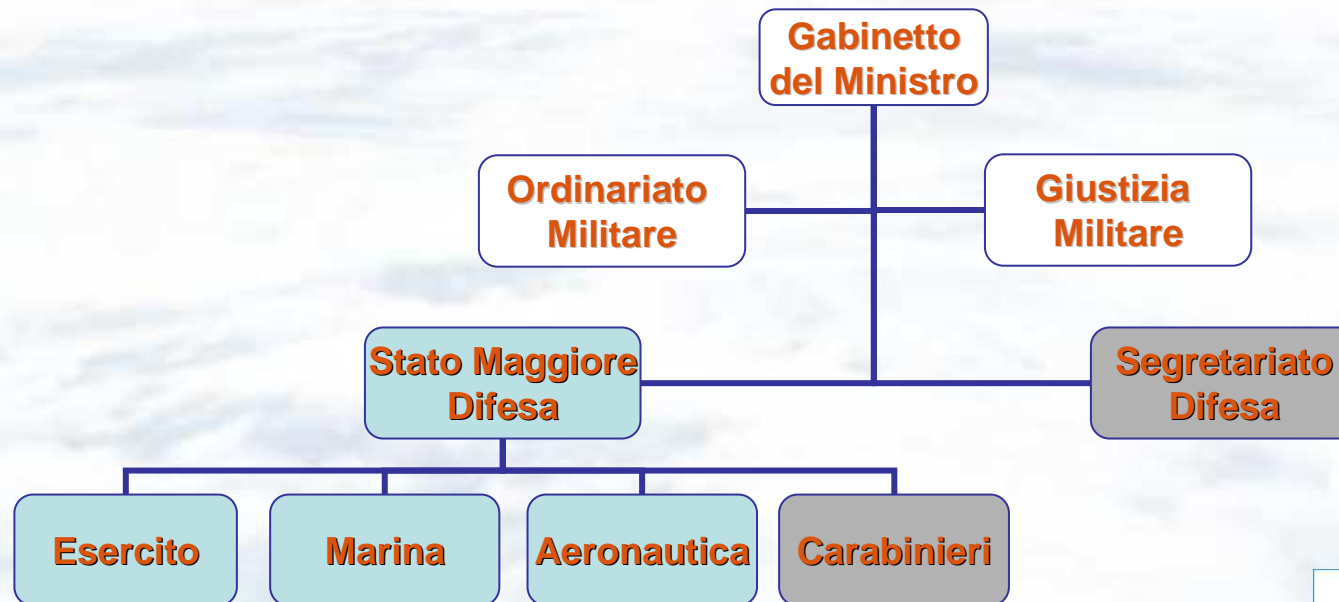 Gabinetto
del Ministro
Ordinariato
Militare
Giustizia
Militare
Stato Maggiore
Difesa
Segretariato
Difesa
Esercito
Marina
Aeronautica
Carabinieri